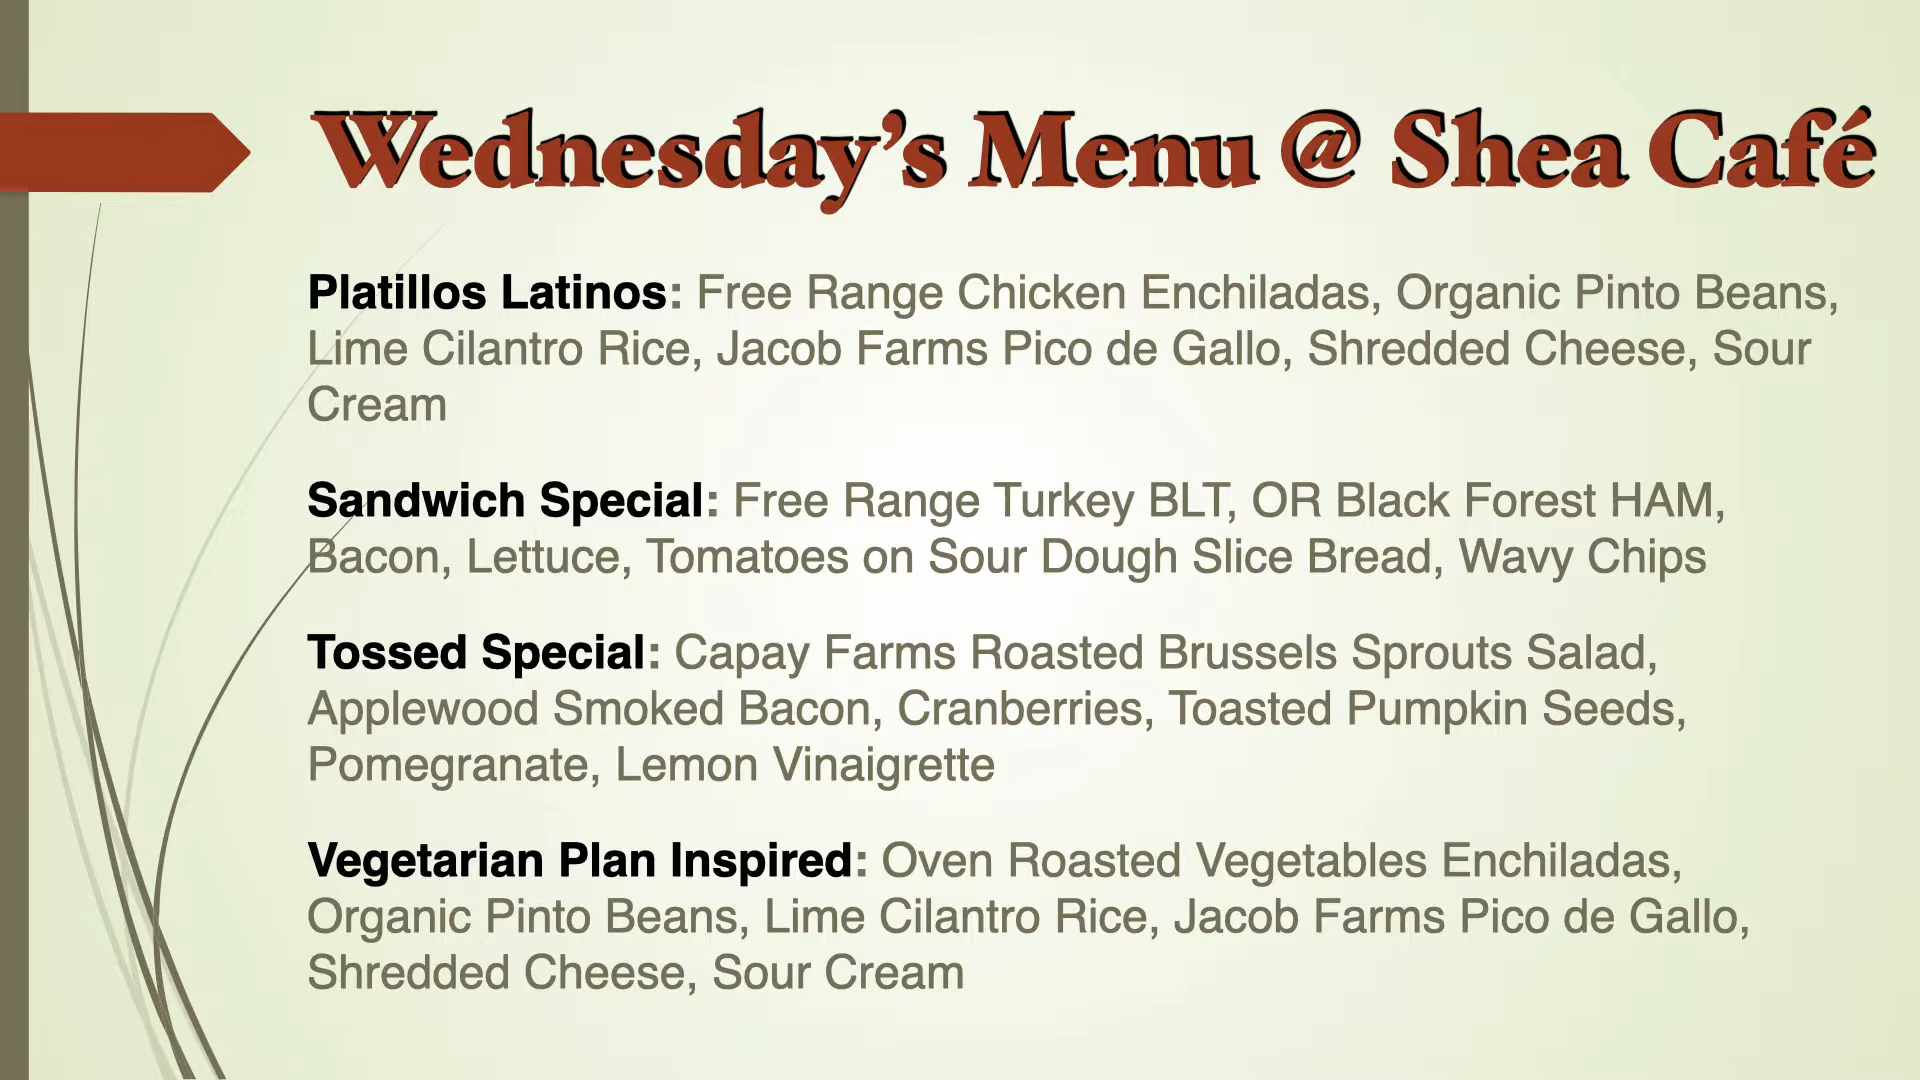 Wednesday’s Menu @ Shea Café
Platillos Latinos: Free Range Chicken Enchiladas, Organic Pinto Beans,
Lime Cilantro Rice, Jacob Farms Pico de Gallo, Shredded Cheese, Sour
Cream
Sandwich Special: Free Range Turkey BLT, OR Black Forest HAM,
Bacon, Lettuce, Tomatoes on Sour Dough Slice Bread, Wavy Chips
Tossed Special: Capay Farms Roasted Brussels Sprouts Salad,
Applewood Smoked Bacon, Cranberries, Toasted Pumpkin Seeds,
Pomegranate, Lemon Vinaigrette
Vegetarian Plan Inspired: Oven Roasted Vegetables Enchiladas,
Organic Pinto Beans, Lime Cilantro Rice, Jacob Farms Pico de Gallo,
Shredded Cheese, Sour Cream